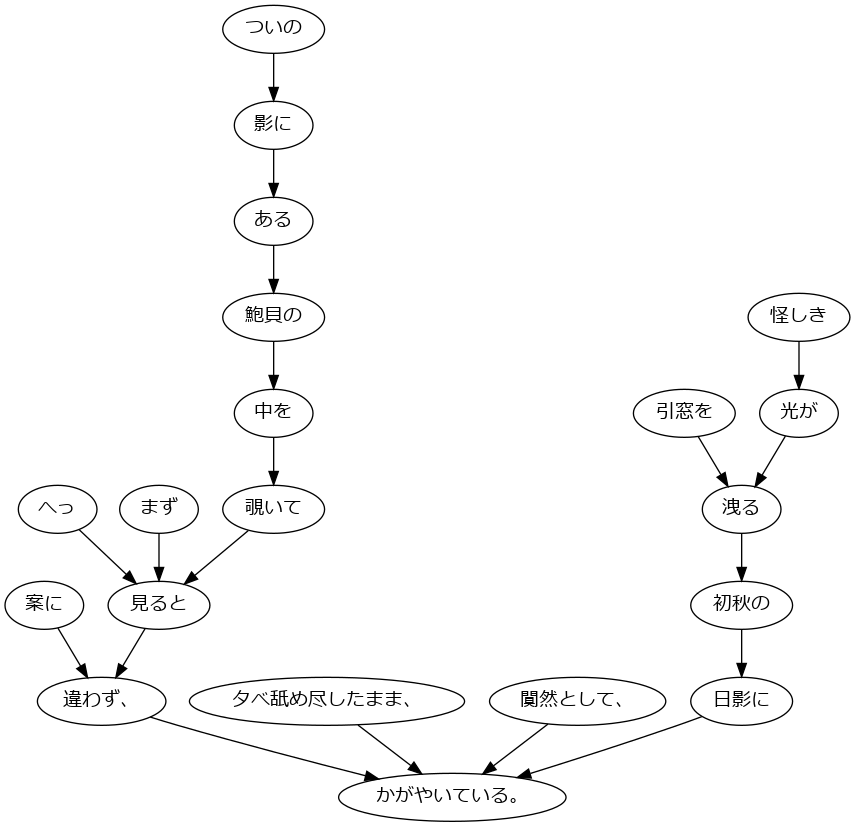 ついの
影に
ある
鮑貝の
怪しき
中を
引窓を
光が
へっ
まず
覗いて
洩る
案に
見ると
初秋の
違わず、
夕べ舐め尽したまま、
闃然として、
日影に
かがやいている。